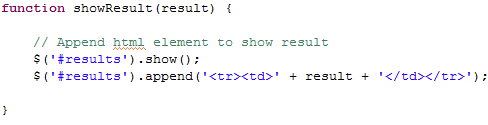 function showResult(result) {
// Append html element to show result
$('#results').show();
$('#results').append('<tr><td>' + result + '</td></tr>');
}